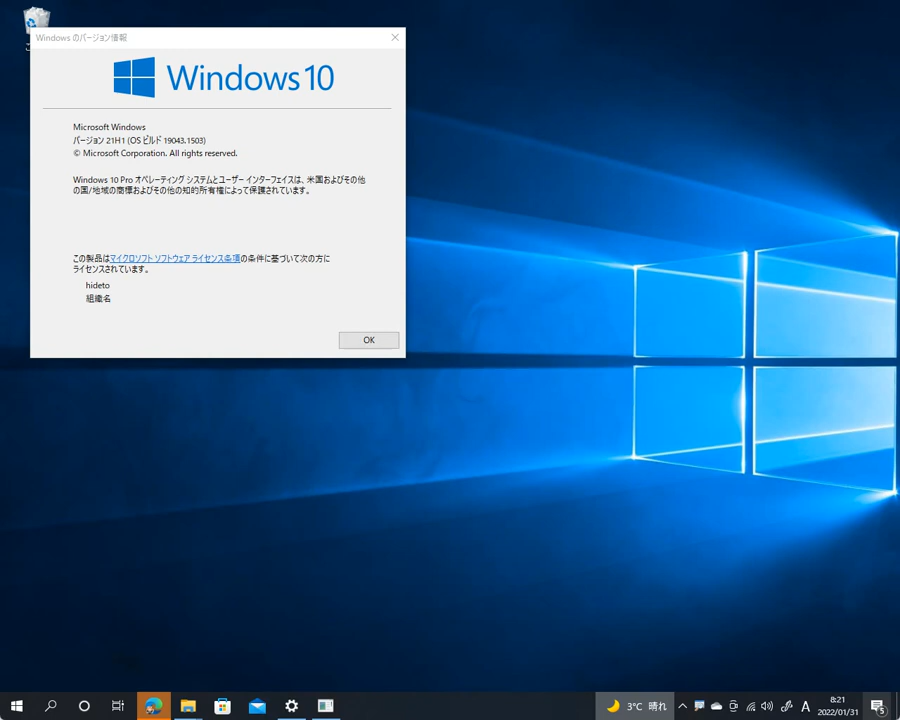 Windows のバージョン情報
Windows 10
Microsoft Windows
バージョン 21H1 (OS ビルド 19043.1503)
© Microsoft Corporation. All rights reserved.
Windows 10 Pro オペレーティング システムとユーザー インターフェイスは、米国およびその他
の国/地域の商標およびその他の知的所有権によって保護されています。
この製品はマイクロソフト ソフトウェア ライセンス条項の条件に基づいて次の方に
ライセンスされています。
hideto
組織名
OK
3°C 晴れ
A
8:21
2022/01/31
5